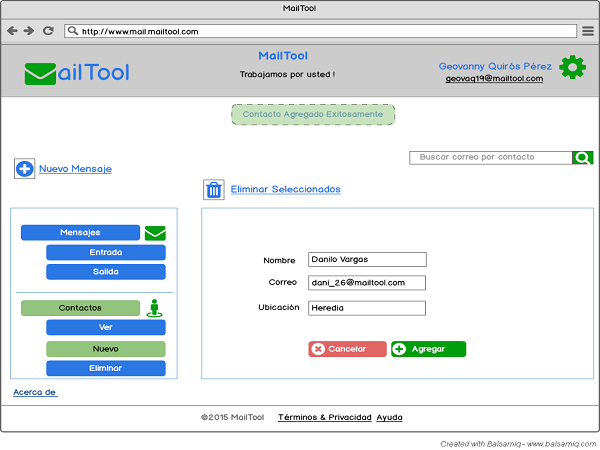 MailTool
http://www.mail.mailtool.com
MailTool
Geovanny Quirós Pérez
ailTool
Trabajamos por usted !
geovaq19@mailtool.com
Contacto Agregado Exitosamente
Buscar correo por contacto
Nuevo Mensaje
Eliminar Seleccionados
Mensajes
Entrada
Salida
Contactos
Ver
Nuevo
Eliminar
Nombre Danilo Vargas
Correo dani_26@mailtool.com
Ubicación Heredia
Cancelar Agregar
Acerca de
©2015 MailTool Términos & Privacidad Ayuda
Created with Balsamiq - www.balsamiq.com